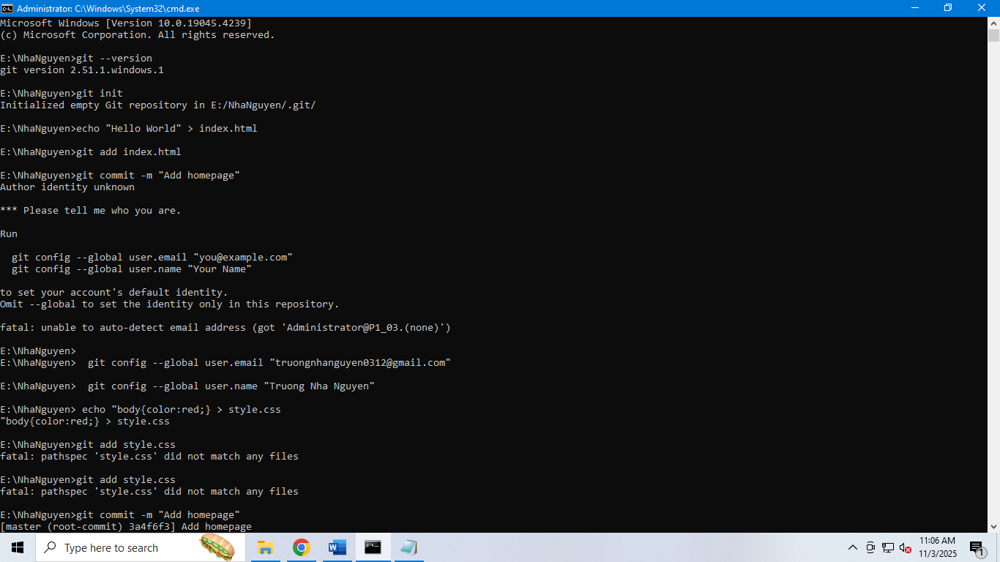 Administrator: C:\Windows\System32\cmd.exe
Microsoft Windows [Version 10.0.19045.4239]
(c) Microsoft Corporation. All rights reserved.
E:\NhaNguyen>git --version
git version 2.51.1.windows.1
E:\NhaNguyen>git init
Initialized empty Git repository in E:/NhaNguyen/.git/
E:\NhaNguyen>echo "Hello World" > index.html
E:\NhaNguyen>git add index.html
E:\NhaNguyen>git commit -m "Add homepage"
Author identity unknown
*** Please tell me who you are.
Run
  git config --global user.email "you@example.com"
  git config --global user.name "Your Name"
to set your account's default identity.
Omit --global to set the identity only in this repository.
fatal: unable to auto-detect email address (got 'Administrator@P1_03.(none)')
E:\NhaNguyen>
E:\NhaNguyen>  git config --global user.email "truongnhanguyen0312@gmail.com"
E:\NhaNguyen>  git config --global user.name "Truong Nha Nguyen"
E:\NhaNguyen> echo "body{color:red;} > style.css
"body{color:red;} > style.css
E:\NhaNguyen>git add style.css
fatal: pathspec 'style.css' did not match any files
E:\NhaNguyen>git add style.css
fatal: pathspec 'style.css' did not match any files
E:\NhaNguyen>git commit -m "Add homepage"
[master (root-commit) 3a4f6f3] Add homepage
Type here to search
11:06 AM
11/3/2025
1